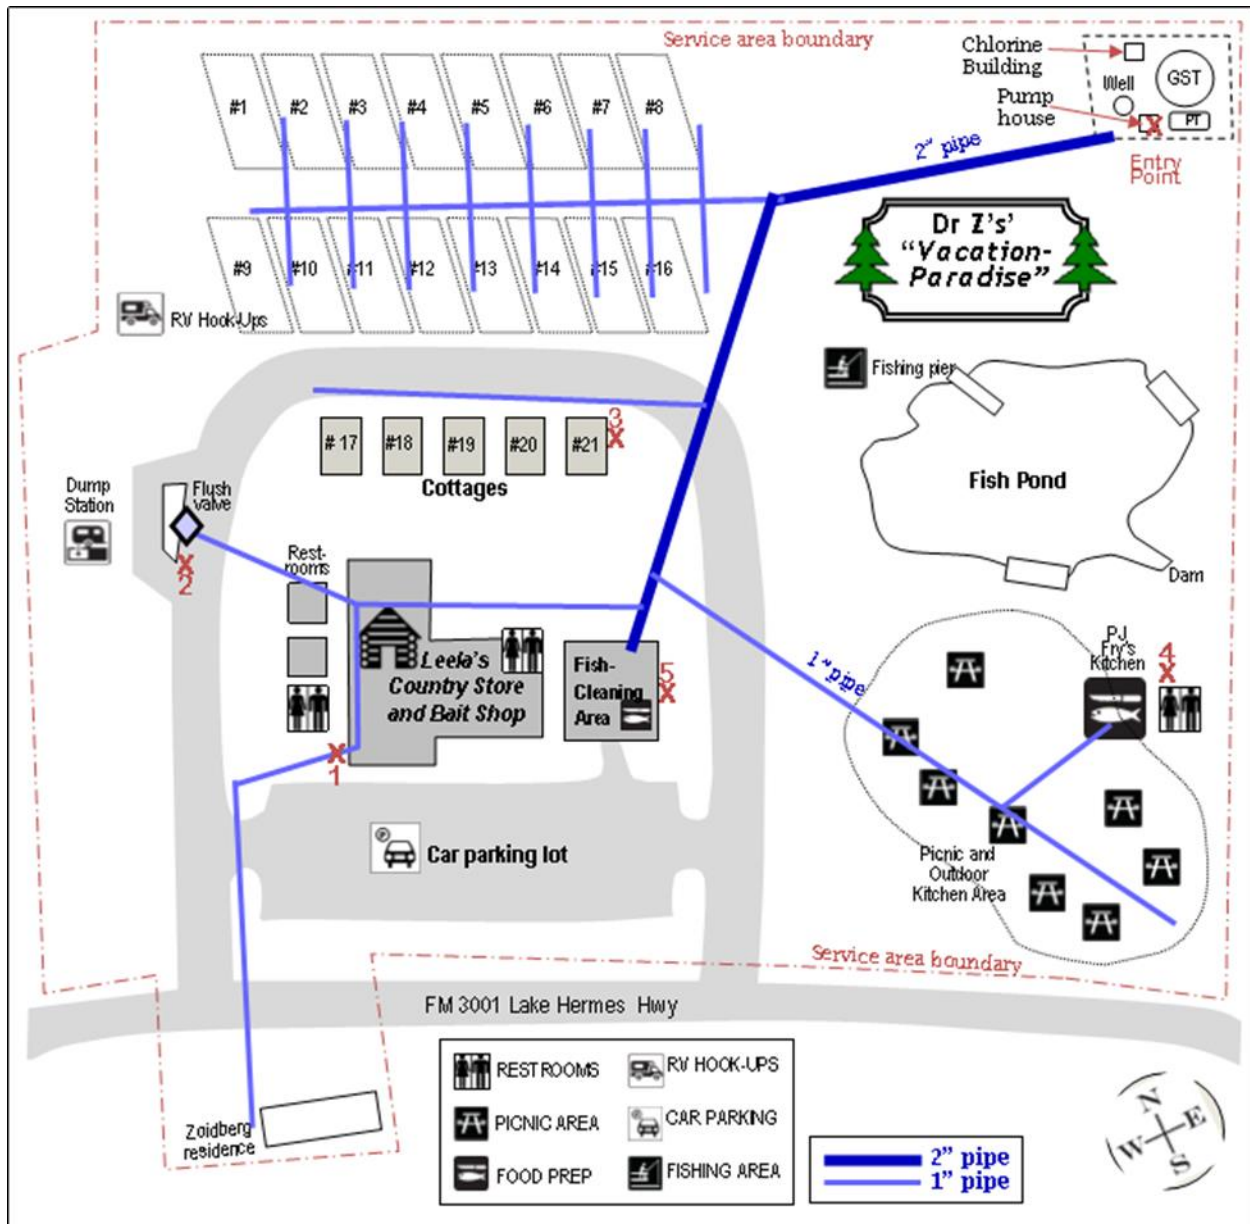 Service area boundary
Chlorine
Building
Well
GST
Pump
house
PT
Entry
Point
#1
#2
#3
#4
#5
#6
#7
#8
2" pipe
Dr Z's'
"Vacation-
Paradise"
#9
#10
#11
#12
#13
#14
#15
#16
RV Hook-Ups
Fishing pier
3
X
# 17
#18
#19
#20
#21
Cottages
Fish Pond
Dump
Station
Flush
valve
X
2
Rest-
rooms
Dam
Leela's
Country Store
and Bait Shop
Fish-
Cleaning
Area
5
X
1" pipe
PJ
Fry's
Kitchen
4
X
X
1
P
Car parking lot
Picnic and
Outdoor
Kitchen Area
Service area boundary
FM 3001 Lake Hermes Hwy
Zoidberg
residence
RESTROOMS
RV HOOK-UPS
PICNIC AREA
CAR PARKING
FOOD PREP
FISHING AREA
2" pipe
1" pipe
N
W
E
S